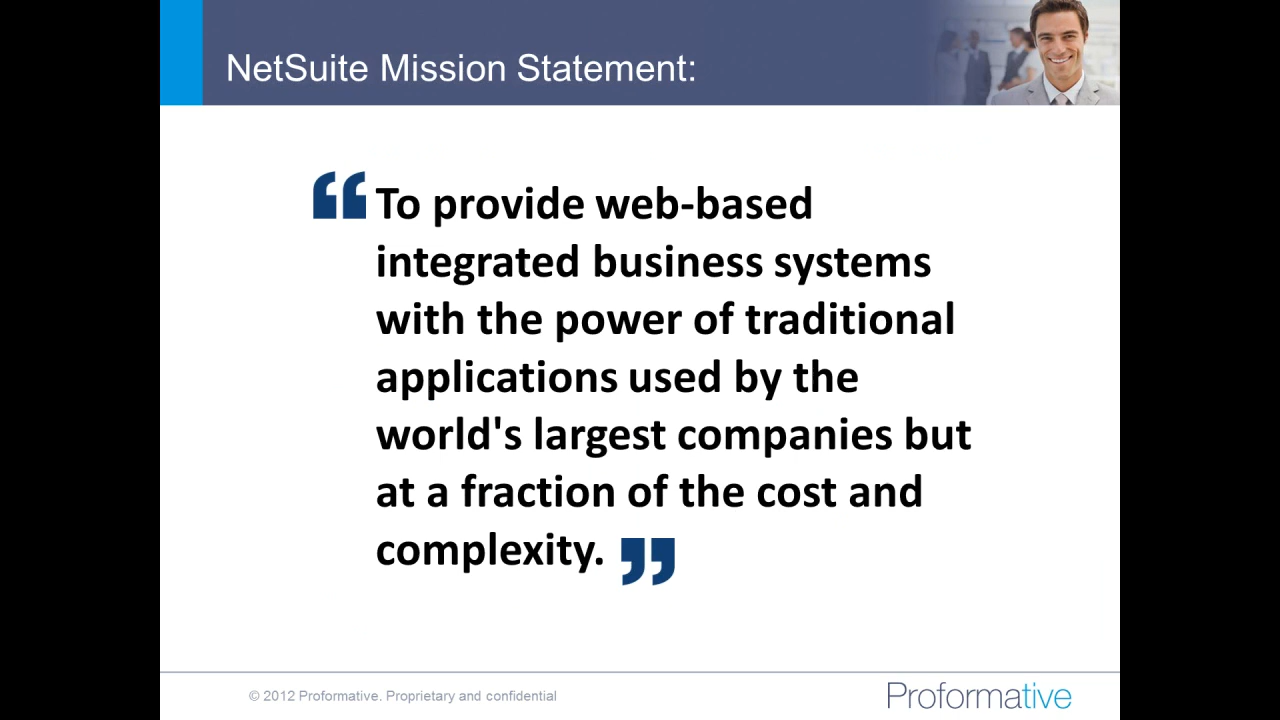 NetSuite Mission Statement:
“To provide web-based
integrated business systems
with the power of traditional
applications used by the
world's largest companies but
at a fraction of the cost and
complexity.”
© 2012 Proformative. Proprietary and confidential
Proformative